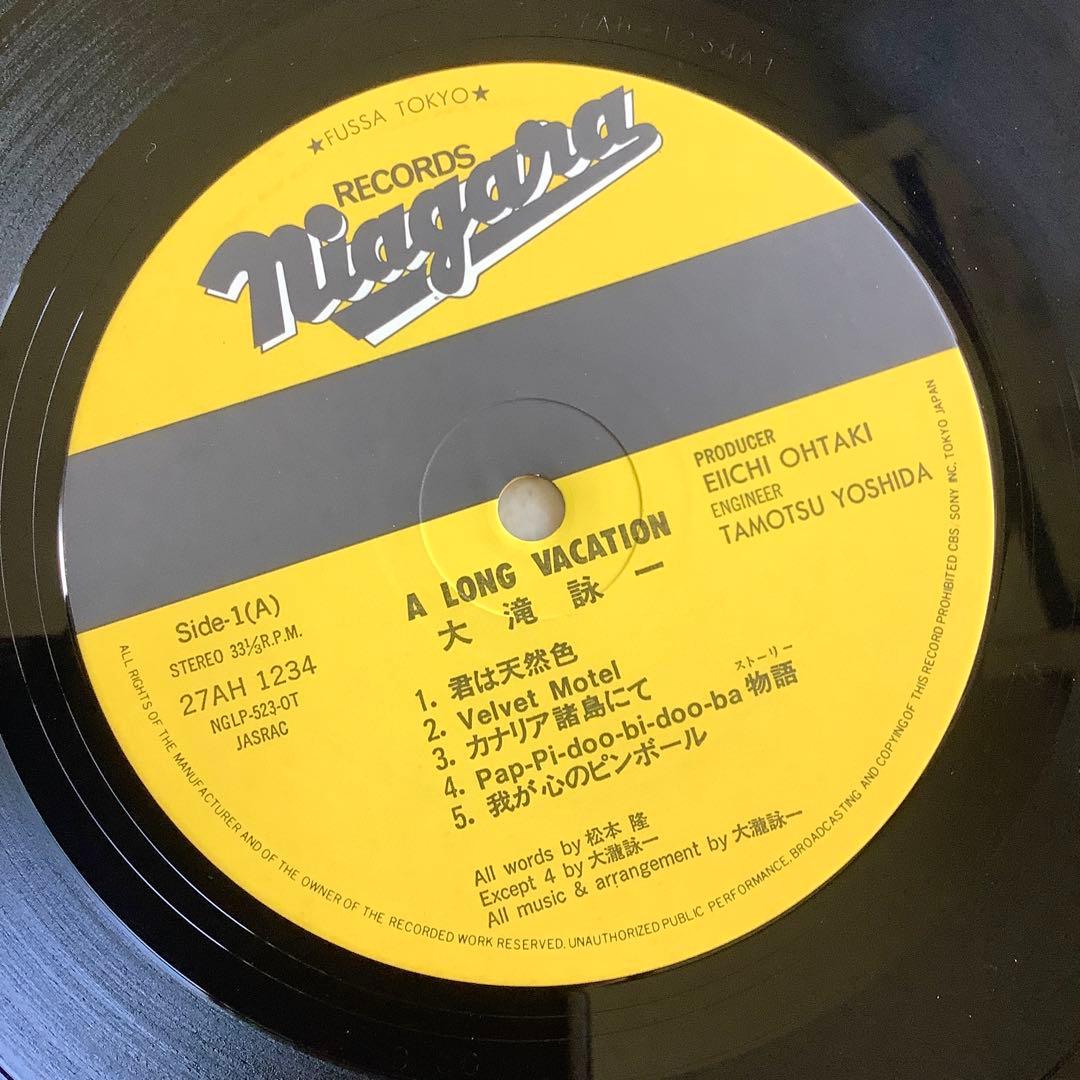 27AH 1234A1
★FUSSA TOKYO★
RECORDS
Niagara
PRODUCER
EIICHI OHTAKI
ENGINEER
TAMOTSU YOSHIDA
A LONG VACATION
大滝詠一
Side-1(A)
STEREO 33⅓R.P.M.
27AH 1234
NGLP-523-OT
JASRAC
1. 君は天然色
2. Velvet Motel
3. カナリア諸島にて
ストーリー
4. Pap-Pi-doo-bi-doo-ba物語
5. 我が心のピンボール
All words by 松本 隆
Except 4 by 大瀧詠一
All music & arrangement by 大瀧詠一
ALL RIGHTS OF THE MANUFACTURER AND OF THE OWNER OF THE RECORDED WORK RESERVED. UNAUTHORIZED PUBLIC PERFORMANCE, BROADCASTING AND COPYING OF THIS RECORD PROHIBITED CBS/SONY INC. TOKYO JAPAN